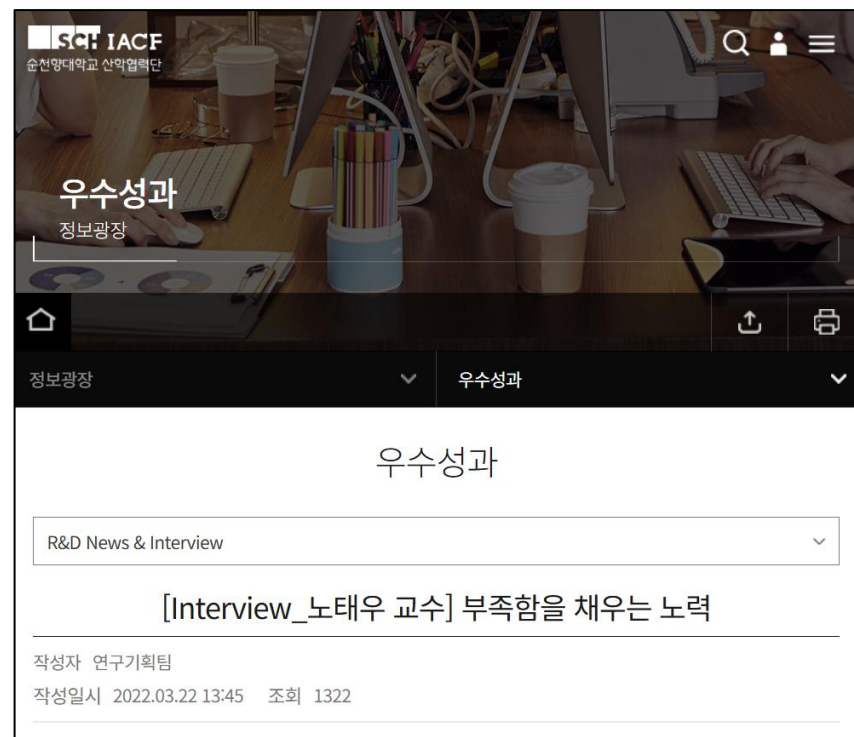 SCH IACF
순천향대학교 산학협력단
우수성과
정보광장
정보광장
우수성과
우수성과
R&D News & Interview
[Interview_노태우 교수] 부족함을 채우는 노력
작성자 연구기획팀
작성일시 2022.03.22 13:45 조회 1322